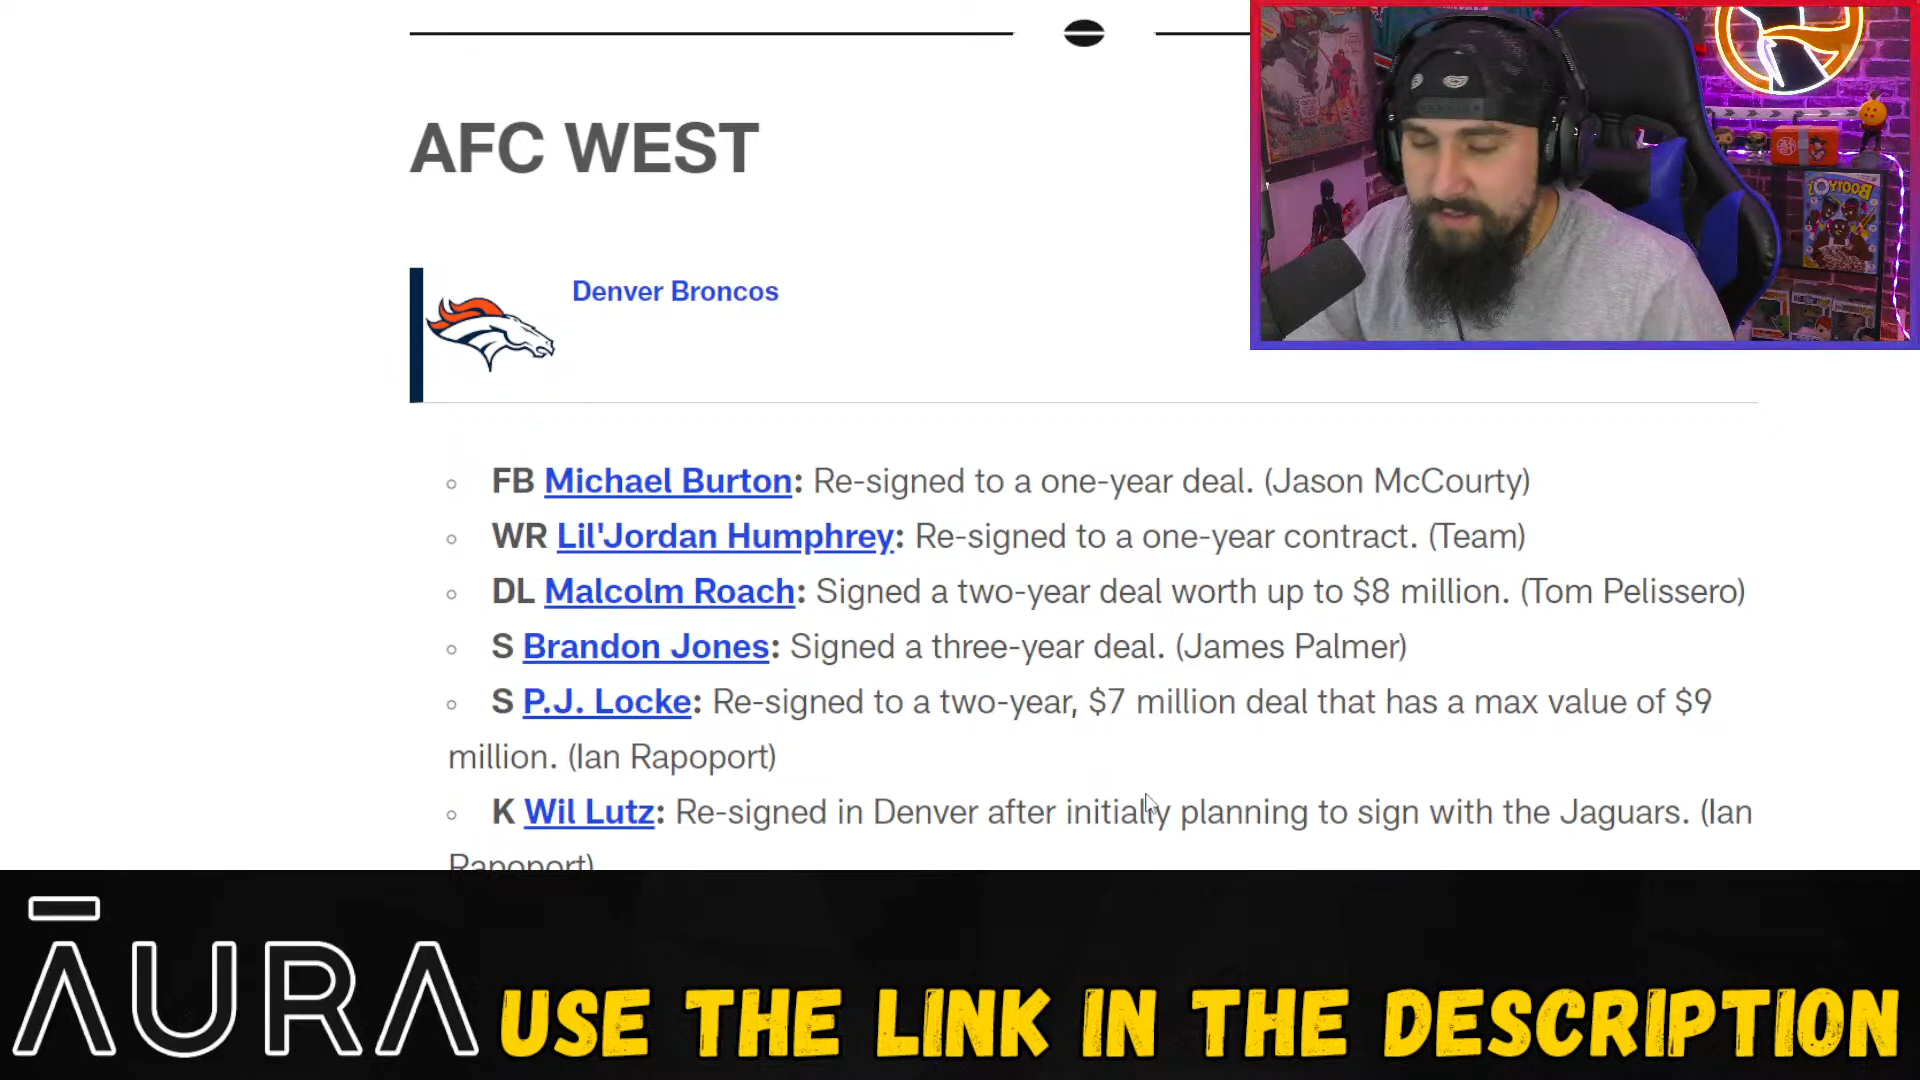 AFC WEST
Denver Broncos
FB Michael Burton: Re-signed to a one-year deal. (Jason McCourty)
WR Lil'Jordan Humphrey: Re-signed to a one-year contract. (Team)
DL Malcolm Roach: Signed a two-year deal worth up to $8 million. (Tom Pelissero)
S Brandon Jones: Signed a three-year deal. (James Palmer)
S P.J. Locke: Re-signed to a two-year, $7 million deal that has a max value of $9
million. (Ian Rapoport)
K Wil Lutz: Re-signed in Denver after initially planning to sign with the Jaguars. (Ian
Rapoport)
BOOTYO'S
ĀURA
USE THE LINK IN THE DESCRIPTION